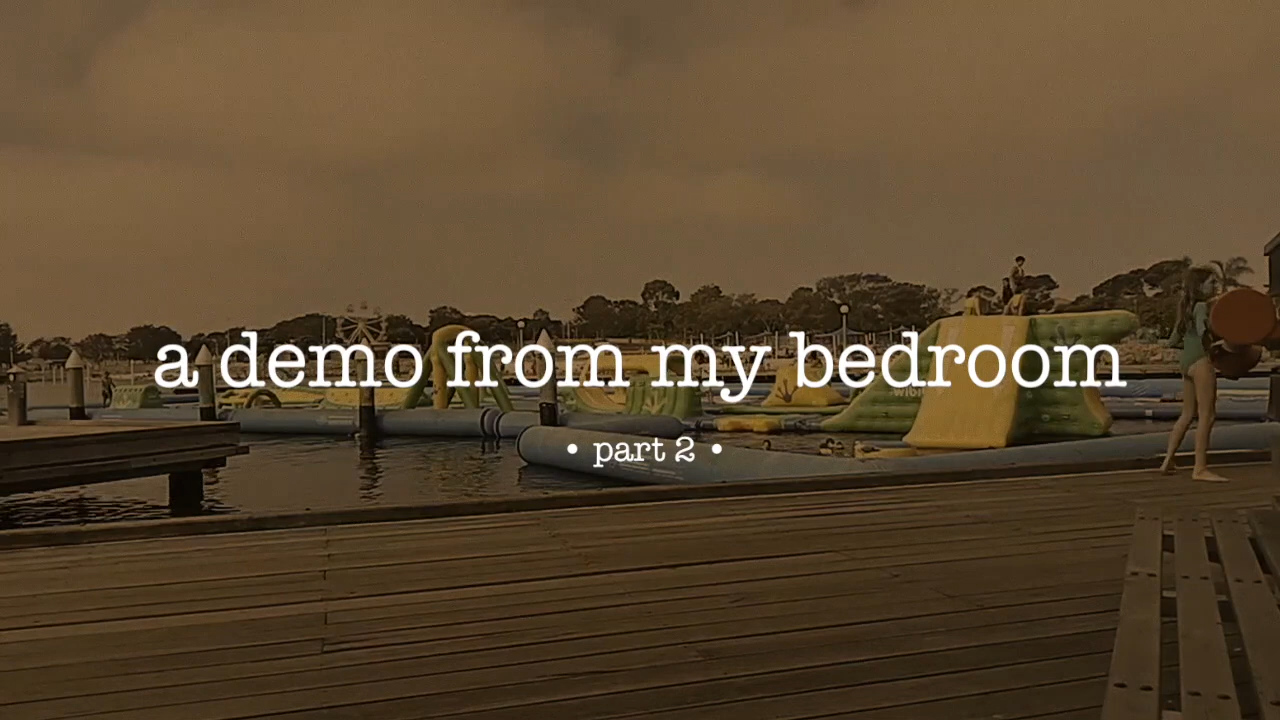 a demo from my bedroom
• part 2 •